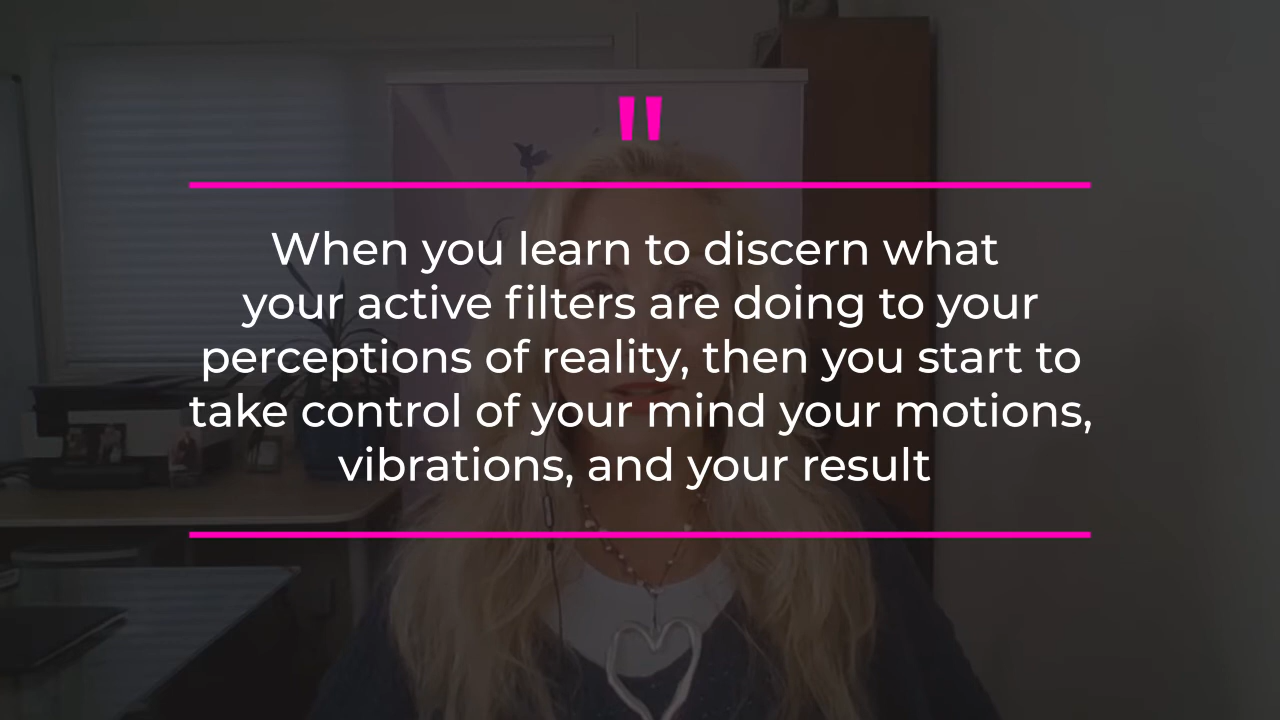 "
When you learn to discern what
your active filters are doing to your
perceptions of reality, then you start to
take control of your mind your motions,
vibrations, and your result